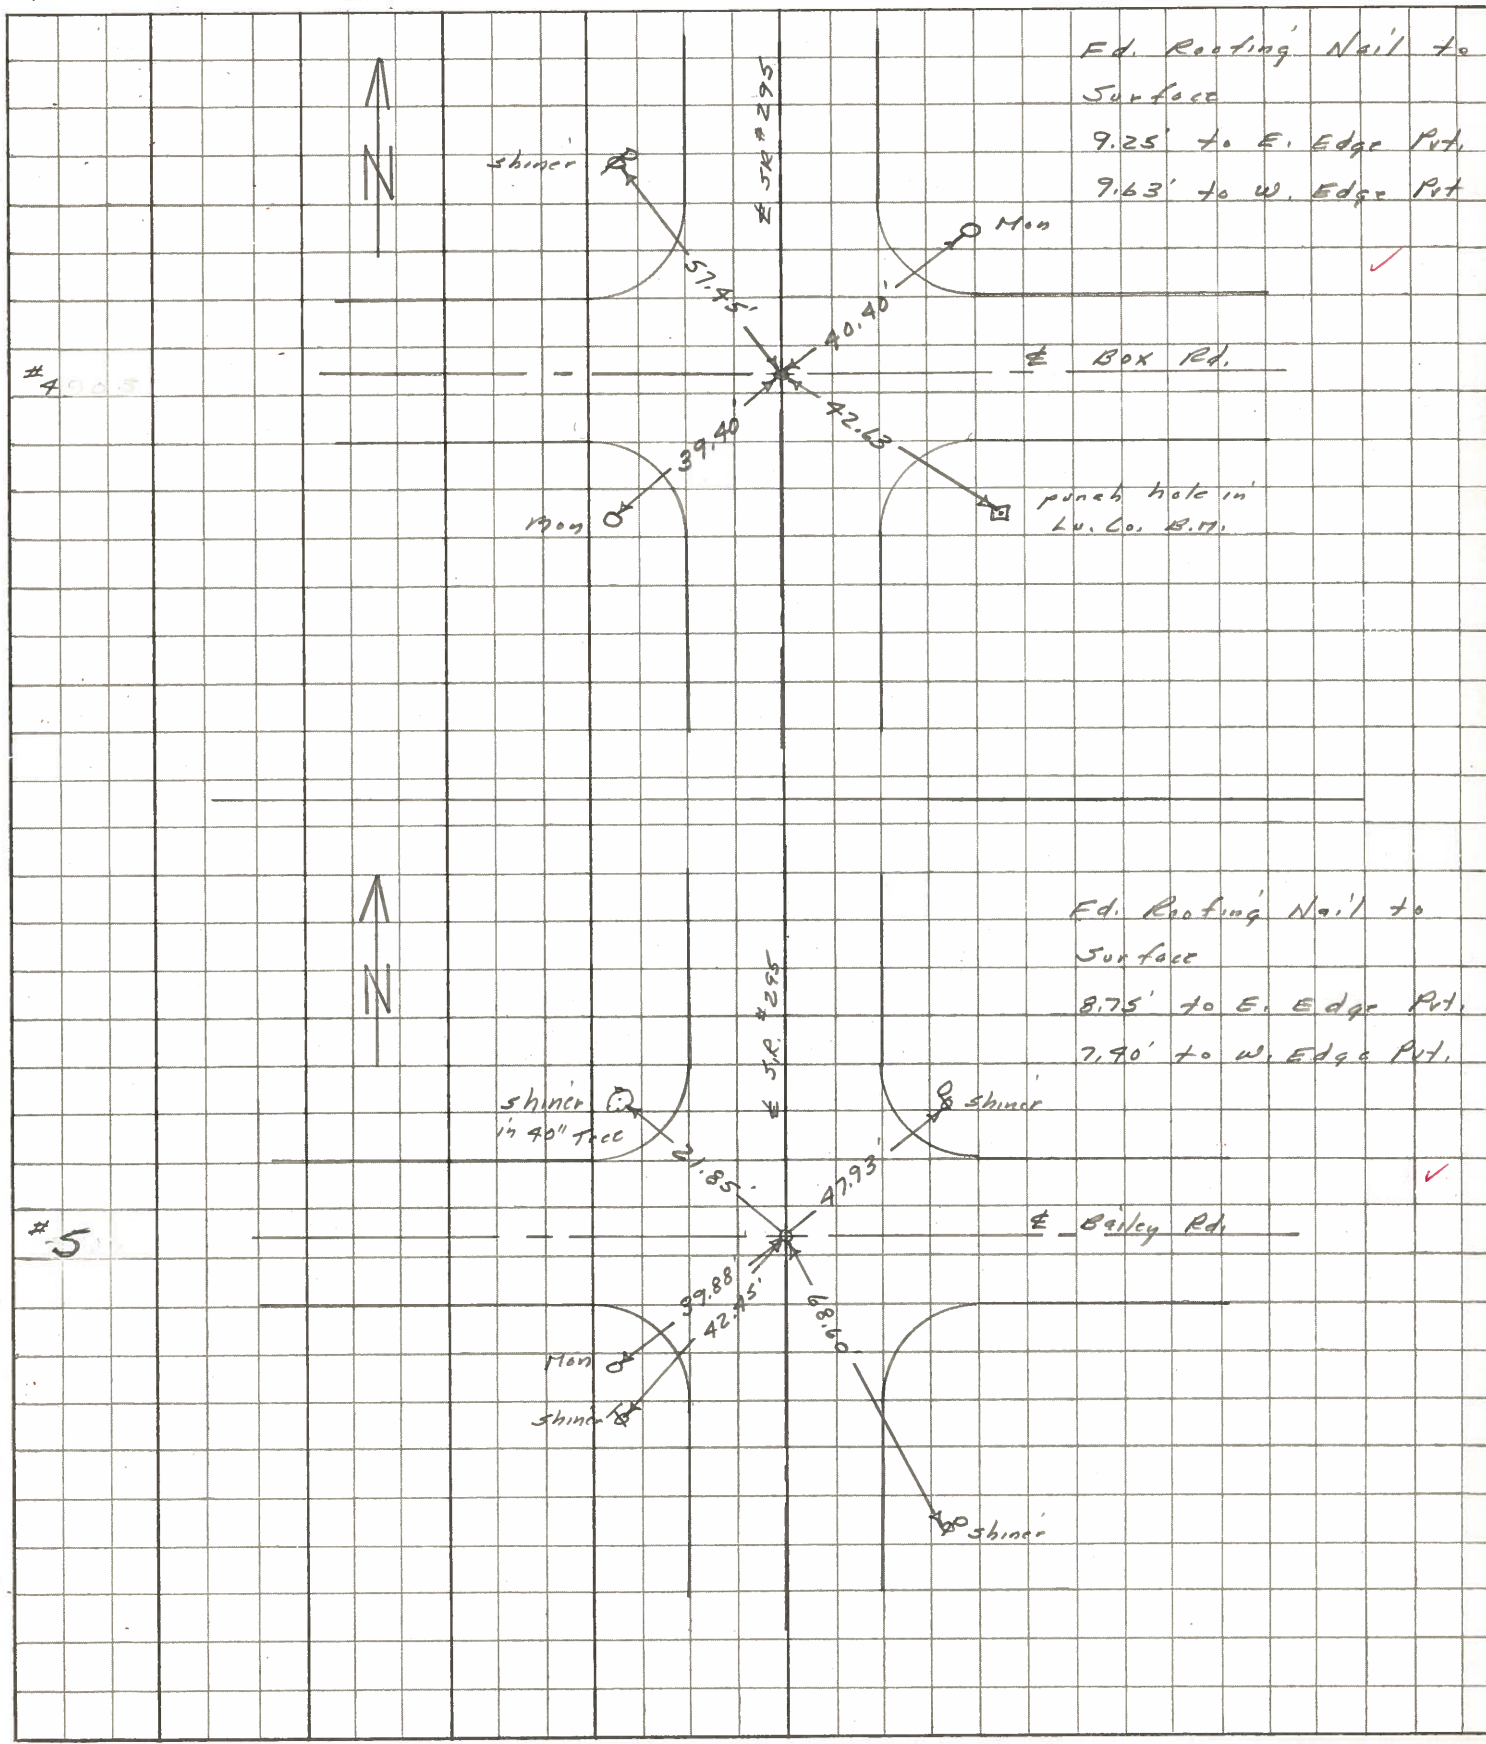 Fd. Roofing Nail to
Surface
9.25' to E. Edge Pvt.
9.63' to W. Edge Pvt
N
℄ SR #295
shiner
Mon
57.45'
40.40'
#4
℄ Box Rd.
39.40'
42.63
Mon
punch hole in
Lu. Co. B.M.
Fd. Roofing Nail to
Surface
8.75' to E. Edge Pvt.
7.90' to W. Edge Pvt.
N
℄ S.R. #295
shiner
in 40" Tree
shiner
21.85'
47.93'
#5
℄ Bailey Rd.
39.88'
42.45'
68.60'
Mon
shiner
shiner